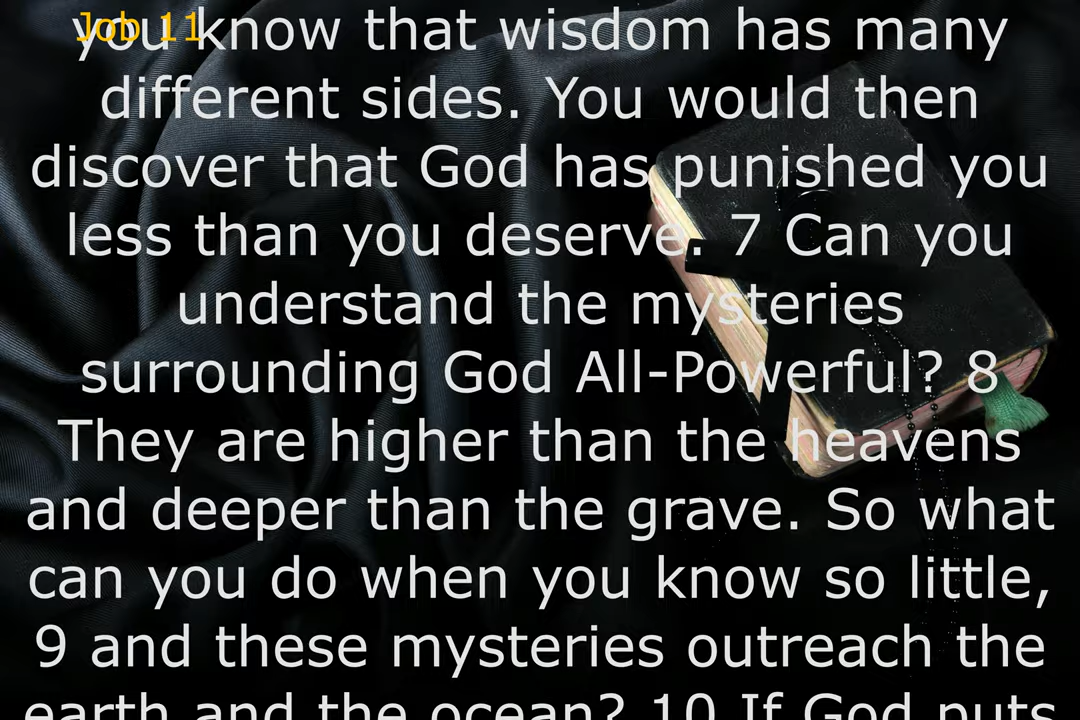 Job 11
you know that wisdom has many
different sides. You would then
discover that God has punished you
less than you deserve. 7 Can you
understand the mysteries
surrounding God All-Powerful? 8
They are higher than the heavens
and deeper than the grave. So what
can you do when you know so little,
9 and these mysteries outreach the
earth and the ocean? 10 If God puts